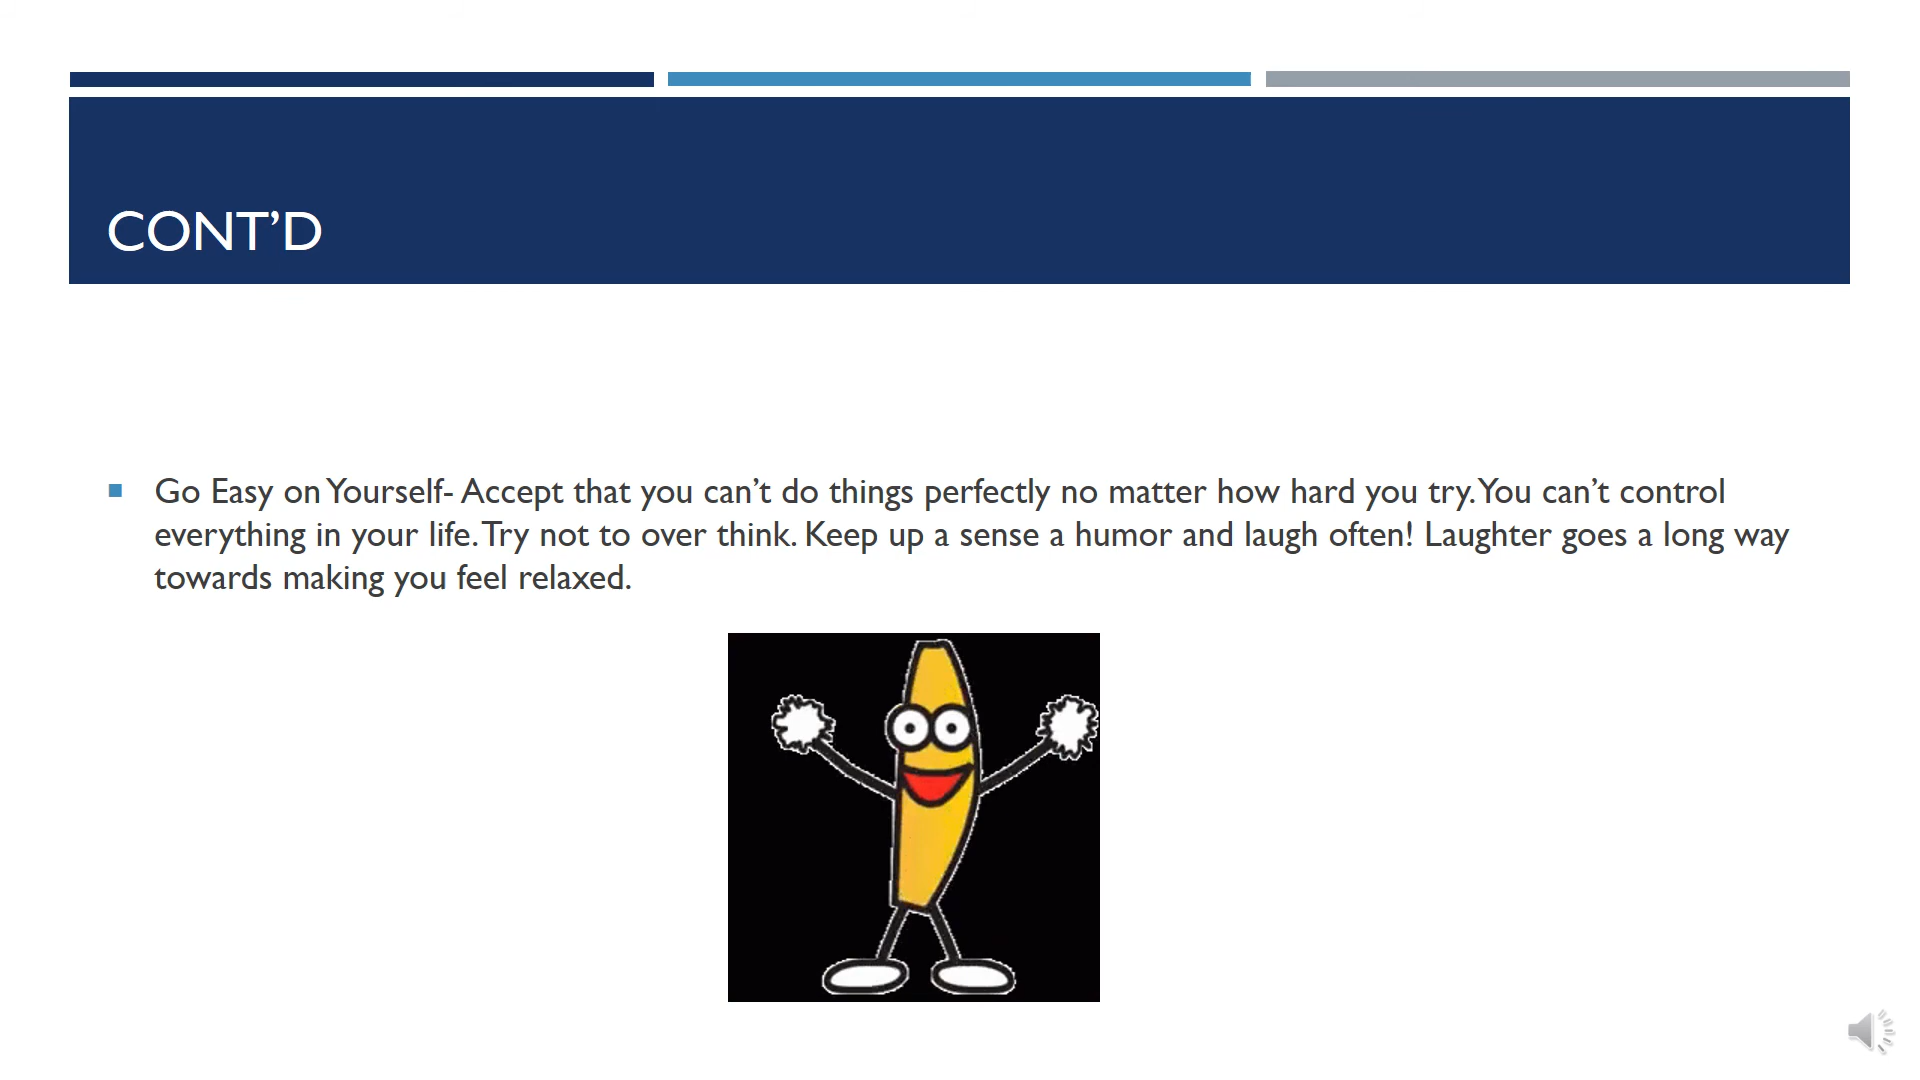 CONT’D
Go Easy on Yourself- Accept that you can’t do things perfectly no matter how hard you try. You can’t control
everything in your life. Try not to over think. Keep up a sense a humor and laugh often! Laughter goes a long way
towards making you feel relaxed.